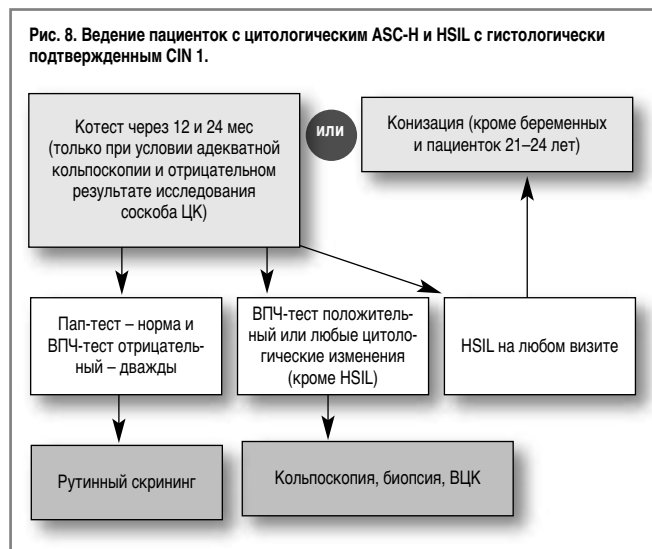 Рис. 8. Ведение пациенток с цитологическим ASC-H и HSIL с гистологически
подтвержденным CIN 1.
Котест через 12 и 24 мес
(только при условии адекватной
кольпоскопии и отрицательном
результате исследования
соскоба ЦК)
или
Конизация (кроме беременных
и пациенток 21–24 лет)
Пап-тест – норма и
ВПЧ-тест отрицатель-
ный – дважды
ВПЧ-тест положитель-
ный или любые цитоло-
гические изменения
(кроме HSIL)
HSIL на любом визите
Рутинный скрининг
Кольпоскопия, биопсия, ВЦК